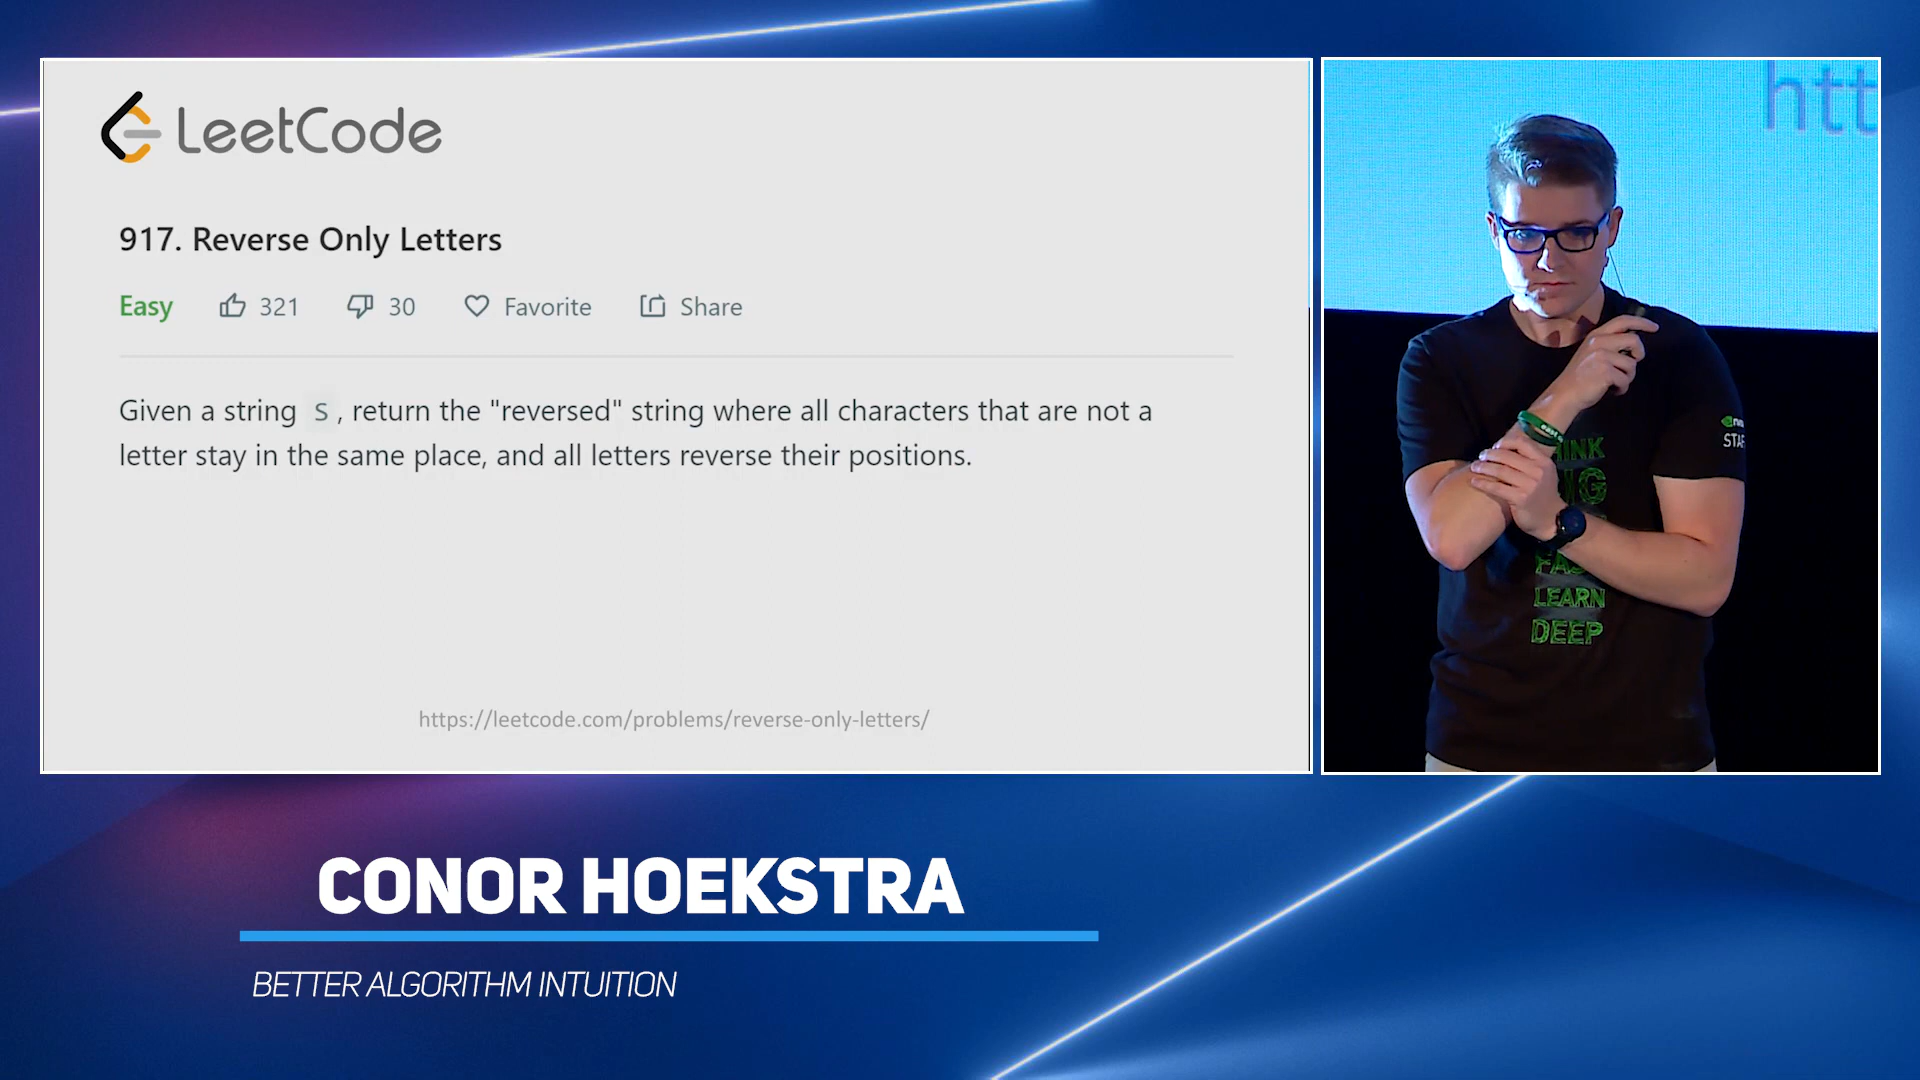 LeetCode
917. Reverse Only Letters
Easy 321 30 Favorite Share
Given a string S, return the "reversed" string where all characters that are not a
letter stay in the same place, and all letters reverse their positions.
https://leetcode.com/problems/reverse-only-letters/
htt
LEARN
DEEP
CONOR HOEKSTRA
BETTER ALGORITHM INTUITION